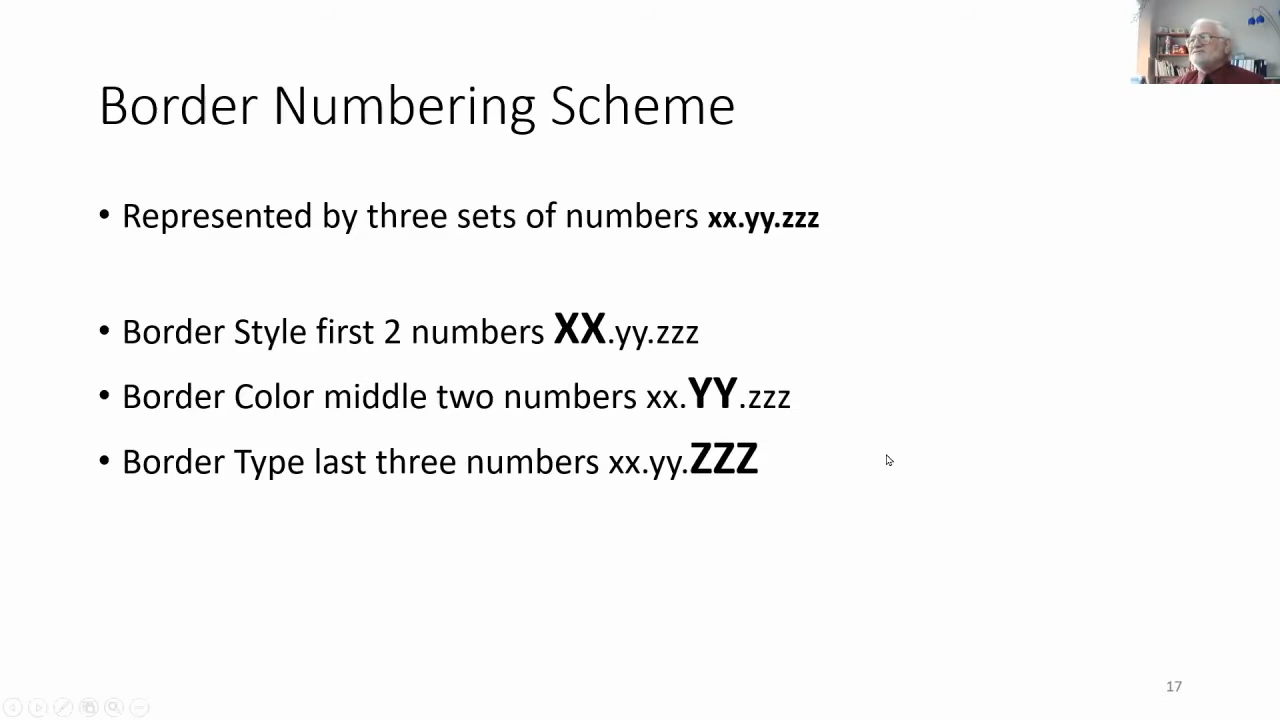 Border Numbering Scheme
• Represented by three sets of numbers xx.yy.zzz
• Border Style first 2 numbers XX.yy.zzz
• Border Color middle two numbers xx.YY.zzz
• Border Type last three numbers xx.yy.ZZZ
17